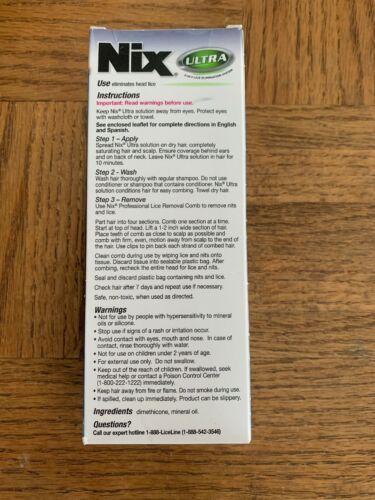 Nix® ULTRA
Use eliminates head lice
Instructions
Important: Read warnings before use.
Keep Nix® Ultra solution away from eyes. Protect eyes
with washcloth or towel.
See enclosed leaflet for complete directions in English
and Spanish.
Step 1 – Apply
Spread Nix® Ultra solution on dry hair, completely
saturating hair and scalp. Ensure coverage behind ears
and on back of neck. Leave Nix® Ultra solution in hair for
10 minutes.
Step 2 - Wash
Wash hair thoroughly with regular shampoo. Do not use
conditioner or shampoo that contains conditioner. Nix® Ultra
solution conditions hair for easy combing. Towel dry hair.
Step 3 – Remove
Use Nix® Professional Lice Removal Comb to remove nits
and lice.
Part hair into four sections. Comb one section at a time.
Start at top of head. Lift a 1-2 inch wide section of hair.
Place teeth of comb as close to scalp as possible and
comb with firm, even, motion away from scalp to the end
of the hair. Use clips to pin back each strand of combed hair.
Clean comb during use by wiping lice and nits onto
tissue. Discard tissue into sealable plastic bag. After
combing, recheck the entire head for lice and nits.
Seal and discard plastic bag containing nits and lice.
Check hair after 7 days and repeat use if necessary.
Safe, non-toxic, when used as directed.
Warnings
• Not for use by people with hypersensitivity to mineral
oils or silicone.
• Stop use if signs of a rash or irritation occur.
• Avoid contact with eyes, mouth and nose. In case of
contact, rinse thoroughly with water.
• Not for use on children under 2 years of age.
• For external use only. Do not swallow.
• Keep out of the reach of children. If swallowed, seek
medical help or contact a Poison Control Center
(1-800-222-1222) immediately.
• Keep hair away from fire or flame. Do not smoke during use.
• If spilled, clean up immediately. Product can be slippery.
Ingredients dimethicone, mineral oil.
Questions?
Call our expert hotline 1-888-LiceLine (1-888-542-3546)